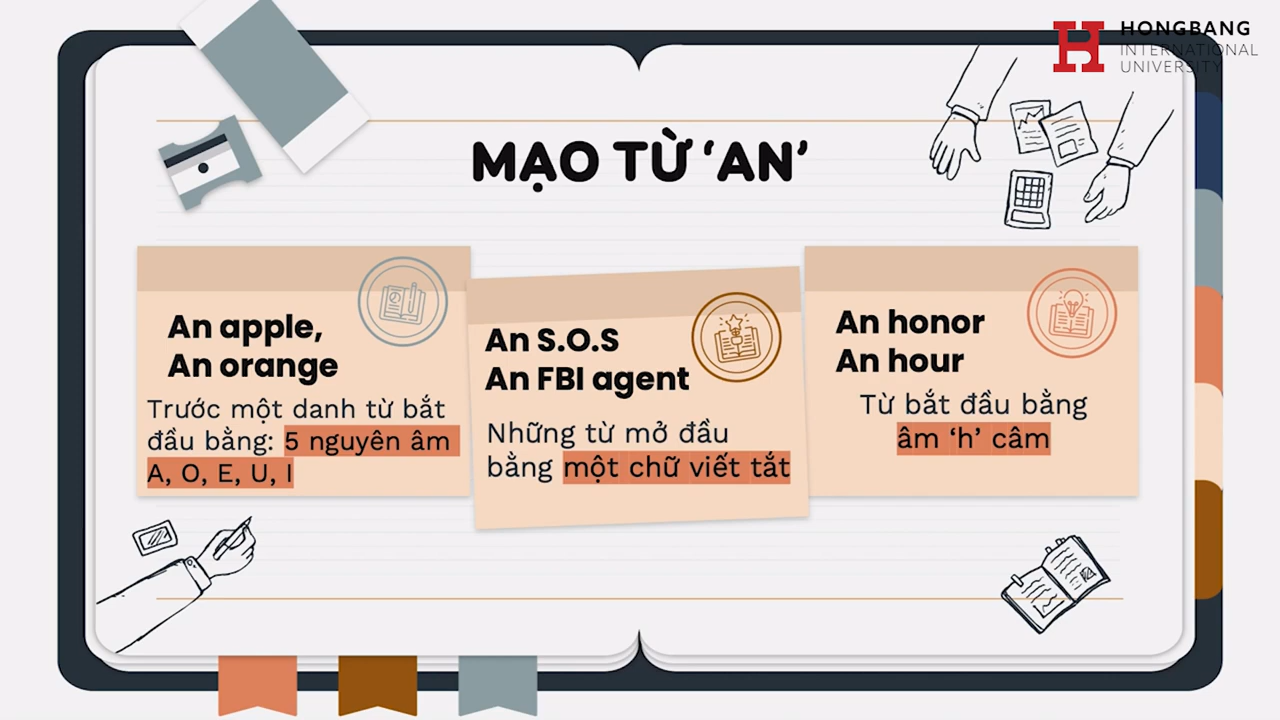 HONGBANG
INTERNATIONAL
UNIVERSITY
MẠO TỪ ‘AN’
An apple,
An orange
Trước một danh từ bắt
đầu bằng: 5 nguyên âm
A, O, E, U, I
An S.O.S
An FBI agent
Những từ mở đầu
bằng một chữ viết tắt
An honor
An hour
Từ bắt đầu bằng
âm ‘h’ câm